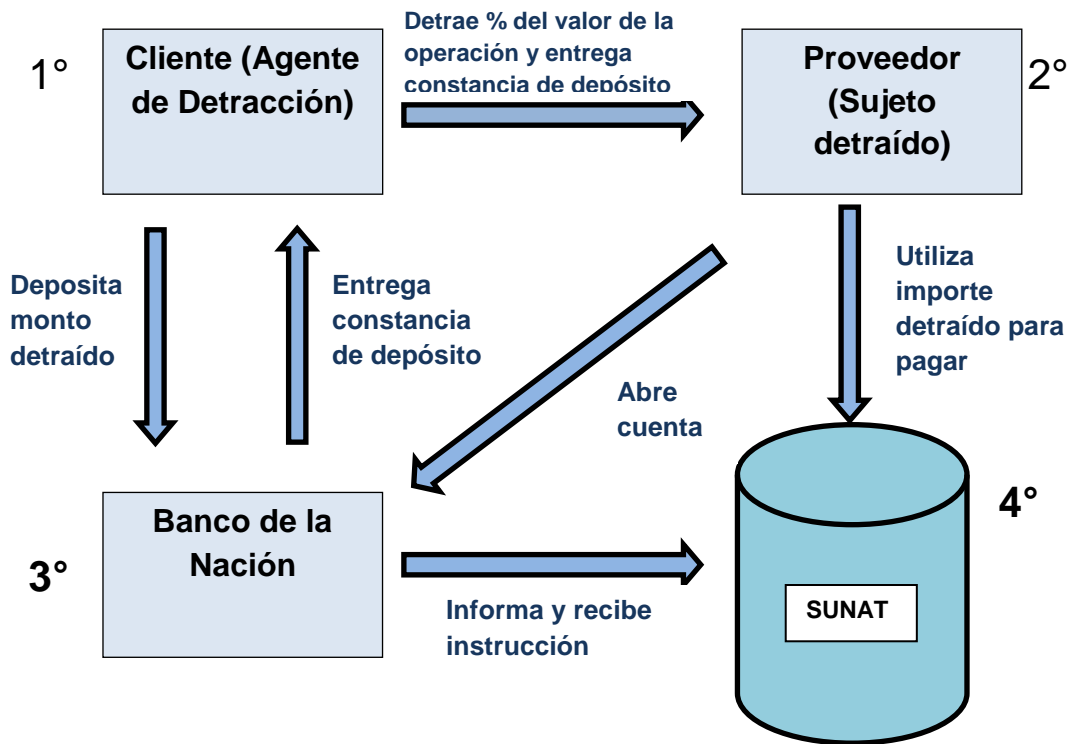 1°
Cliente (Agente
de Detracción)
Detrae % del valor de la
operación y entrega
constancia de depósito
Proveedor
(Sujeto
detraído)
2°
Deposita
monto
detraído
Entrega
constancia
de depósito
Abre
cuenta
Utiliza
importe
detraído para
pagar
3°
Banco de la
Nación
Informa y recibe
instrucción
4°
SUNAT